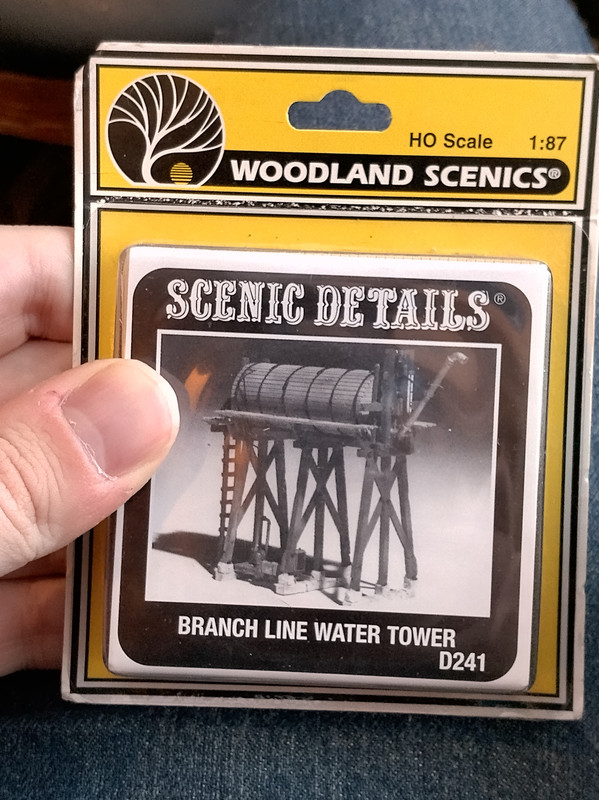 HO Scale 1:87
WOODLAND SCENICS®
SCENIC DETAILS®
BRANCH LINE WATER TOWER
D241